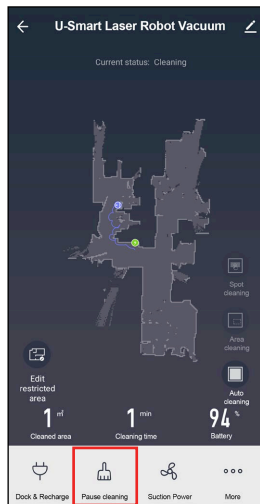 U-Smart Laser Robot Vacuum
Current status: Cleaning
Spot
cleaning
Area
cleaning
Edit
restricted
area
Auto
cleaning
1 ㎡
Cleaned area
1 min
Cleaning time
94 %
Battery
Dock & Recharge
Pause cleaning
Suction Power
More